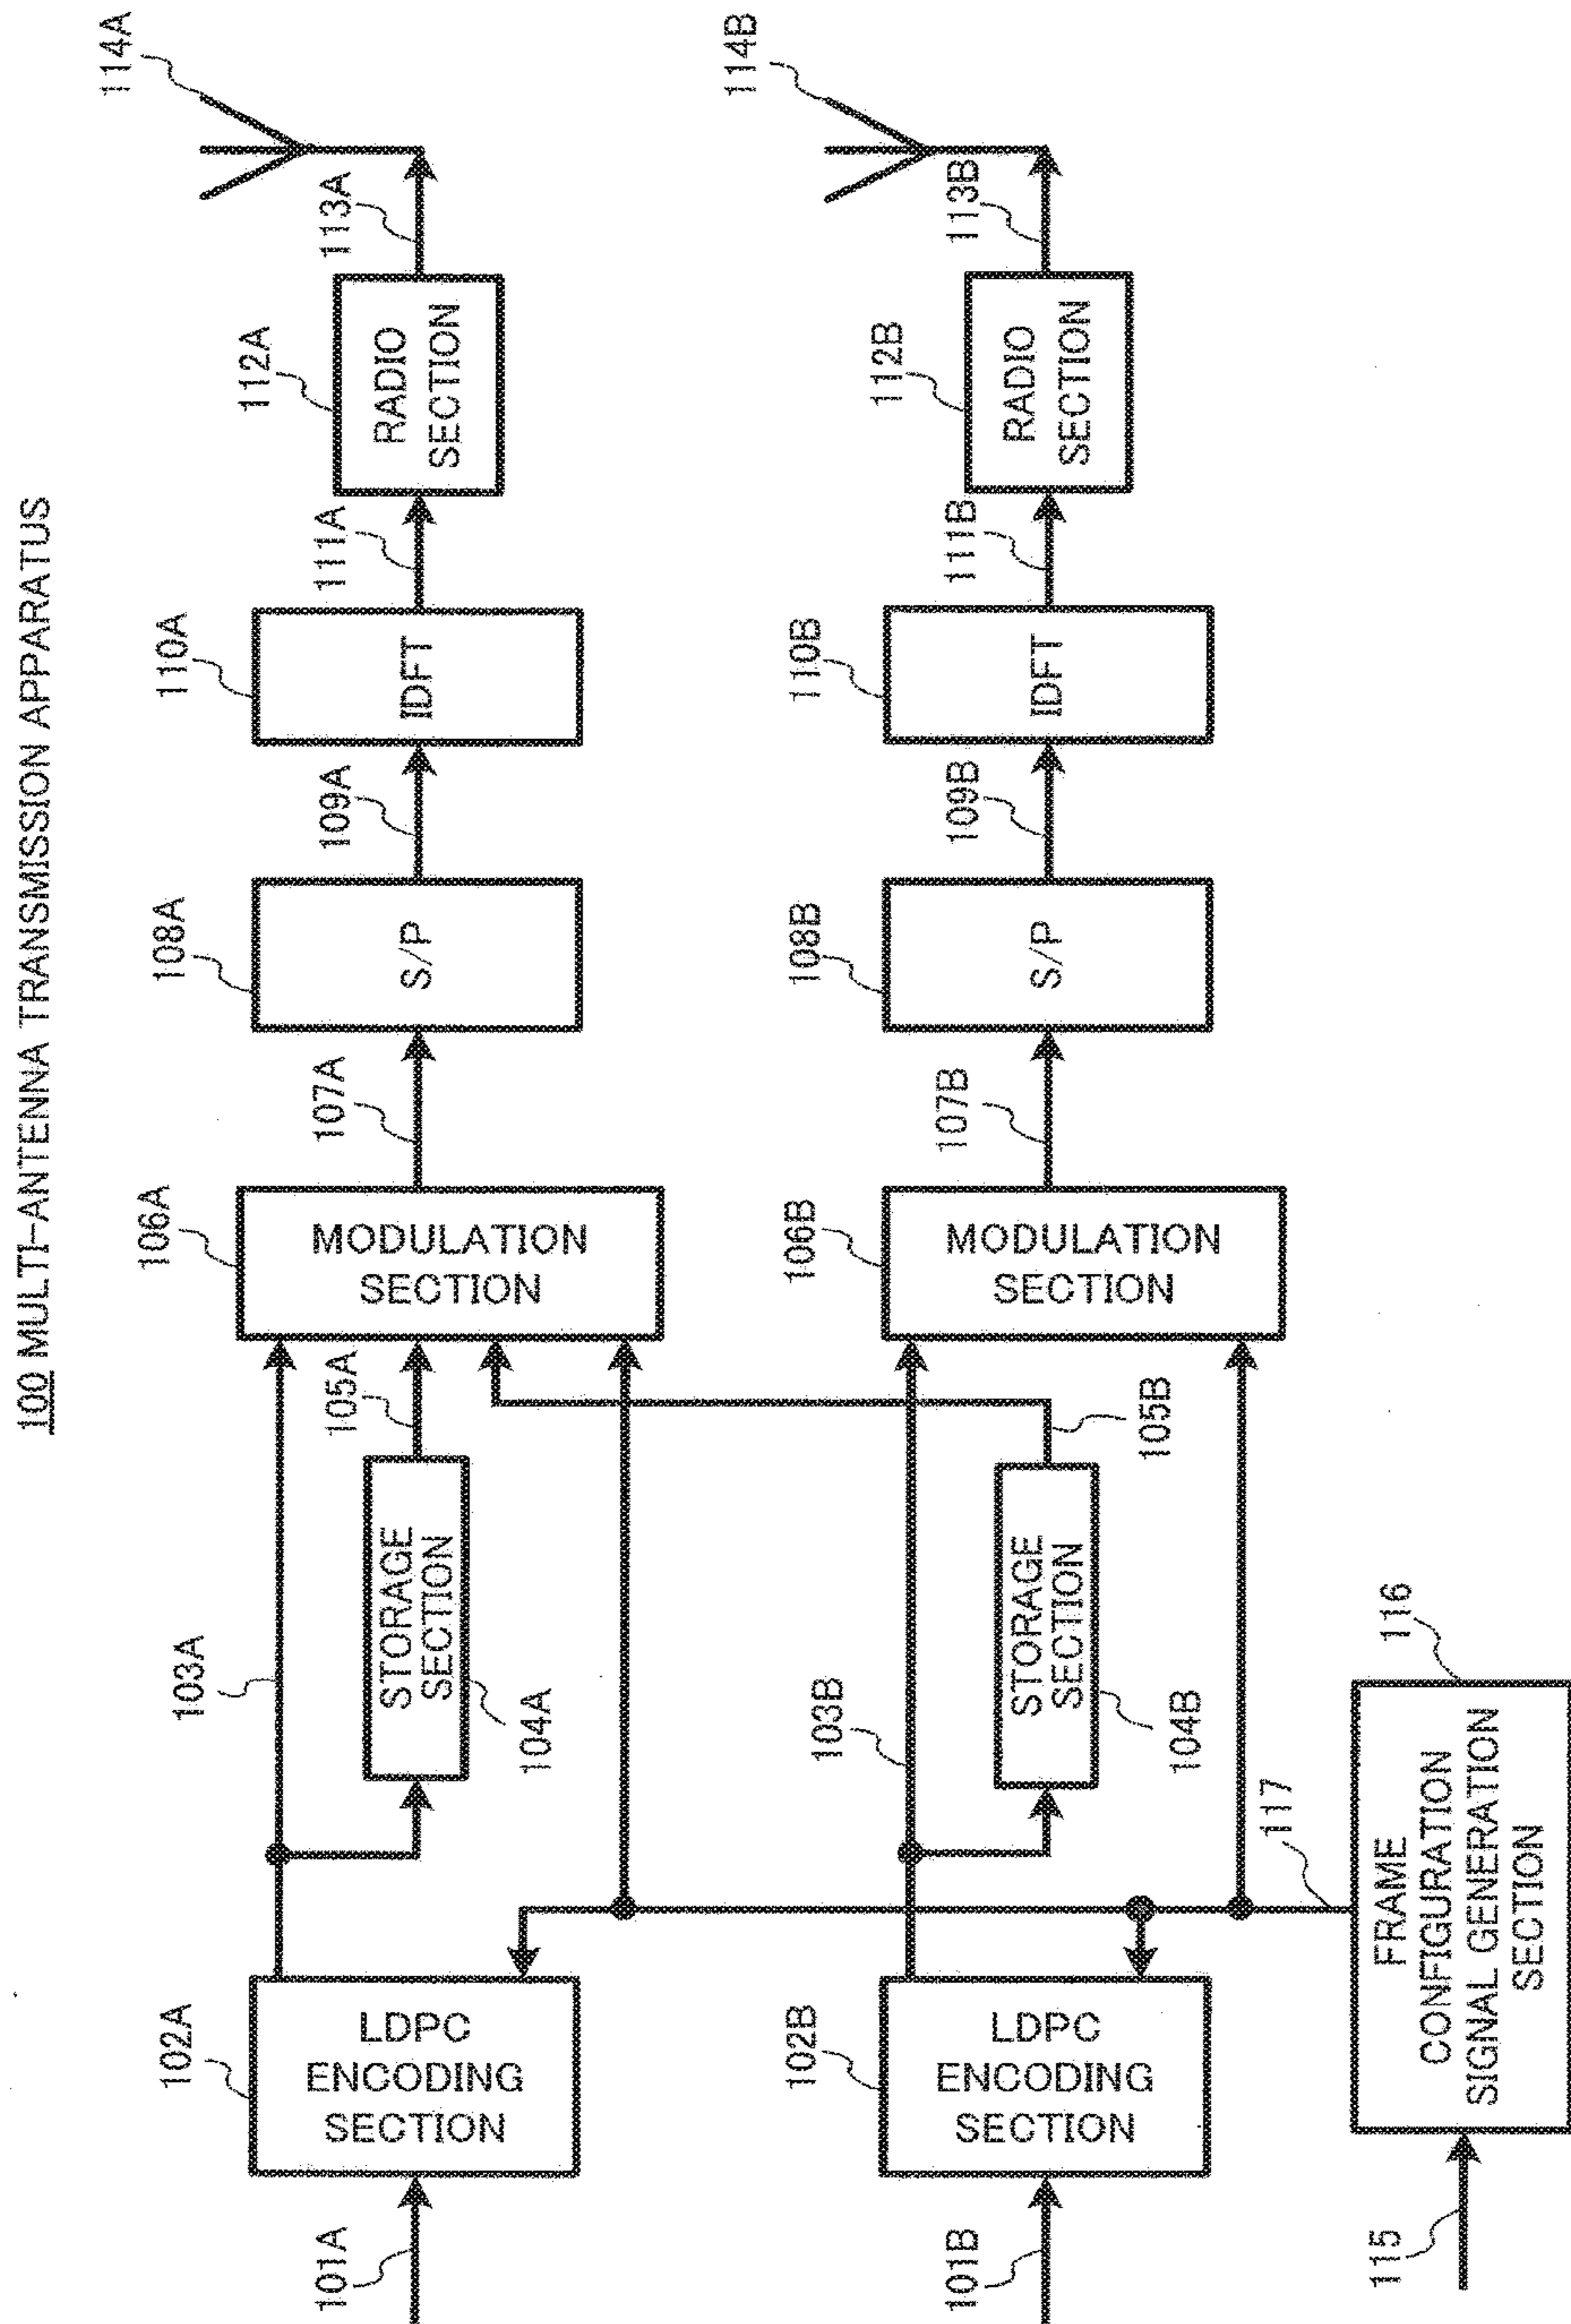 100 MULTI-ANTENNA TRANSMISSION APPARATUS
101A
102A
LDPC
ENCODING
SECTION
103A
STORAGE
SECTION
104A
105A
106A
MODULATION
SECTION
107A
108A
S/P
109A
110A
IDFT
111A
112A
RADIO
SECTION
113A
114A
101B
102B
LDPC
ENCODING
SECTION
103B
STORAGE
SECTION
104B
105B
106B
MODULATION
SECTION
107B
108B
S/P
109B
110B
IDFT
111B
112B
RADIO
SECTION
113B
114B
115
FRAME
CONFIGURATION
SIGNAL GENERATION
SECTION
116
117